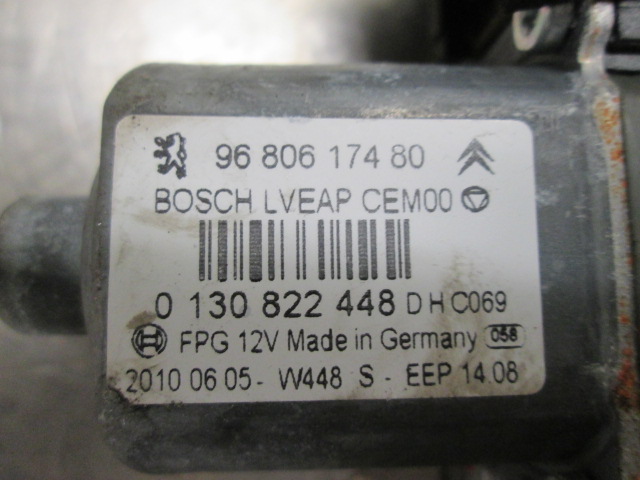 96 806 174 80
BOSCH LVEAP CEM00
0 130 822 448 D H C069
FPG 12V Made in Germany 058
2010 06 05 - W448 S - EEP 14.08